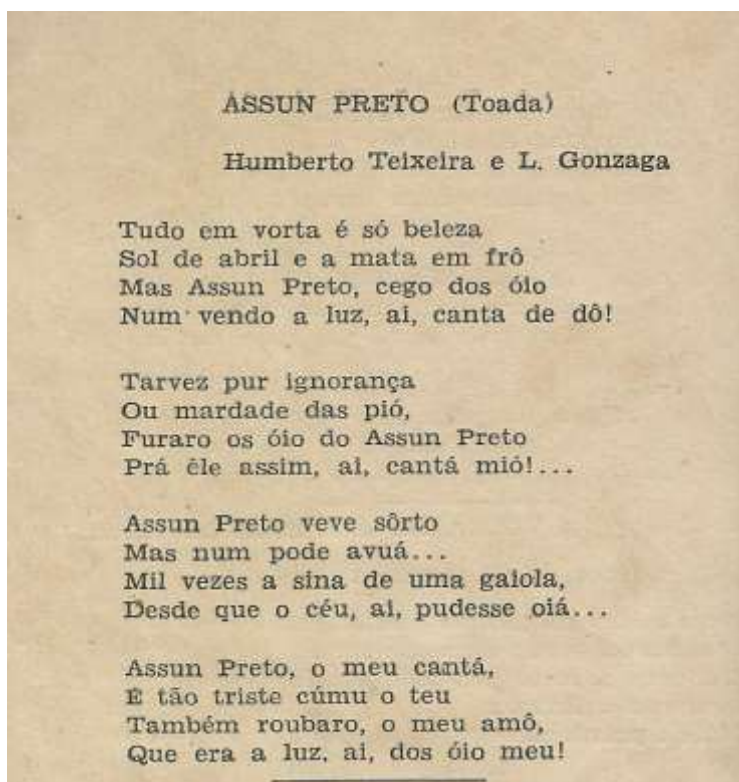 ASSUN PRETO (Toada)
Humberto Teixeira e L. Gonzaga
Tudo em vorta é só beleza
Sol de abril e a mata em frô
Mas Assun Preto, cego dos óio
Num vendo a luz, ai, canta de dô!
Tarvez pur ignorança
Ou mardade das pió,
Furaro os óio do Assun Preto
Prá êle assim, ai, cantá mió!...
Assun Preto veve sôrto
Mas num pode avuá...
Mil vezes a sina de uma gaiola,
Desde que o céu, ai, pudesse oiá...
Assun Preto, o meu cantá,
É tão triste cúmu o teu
Também roubaro, o meu amô,
Que era a luz, ai, dos óio meu!